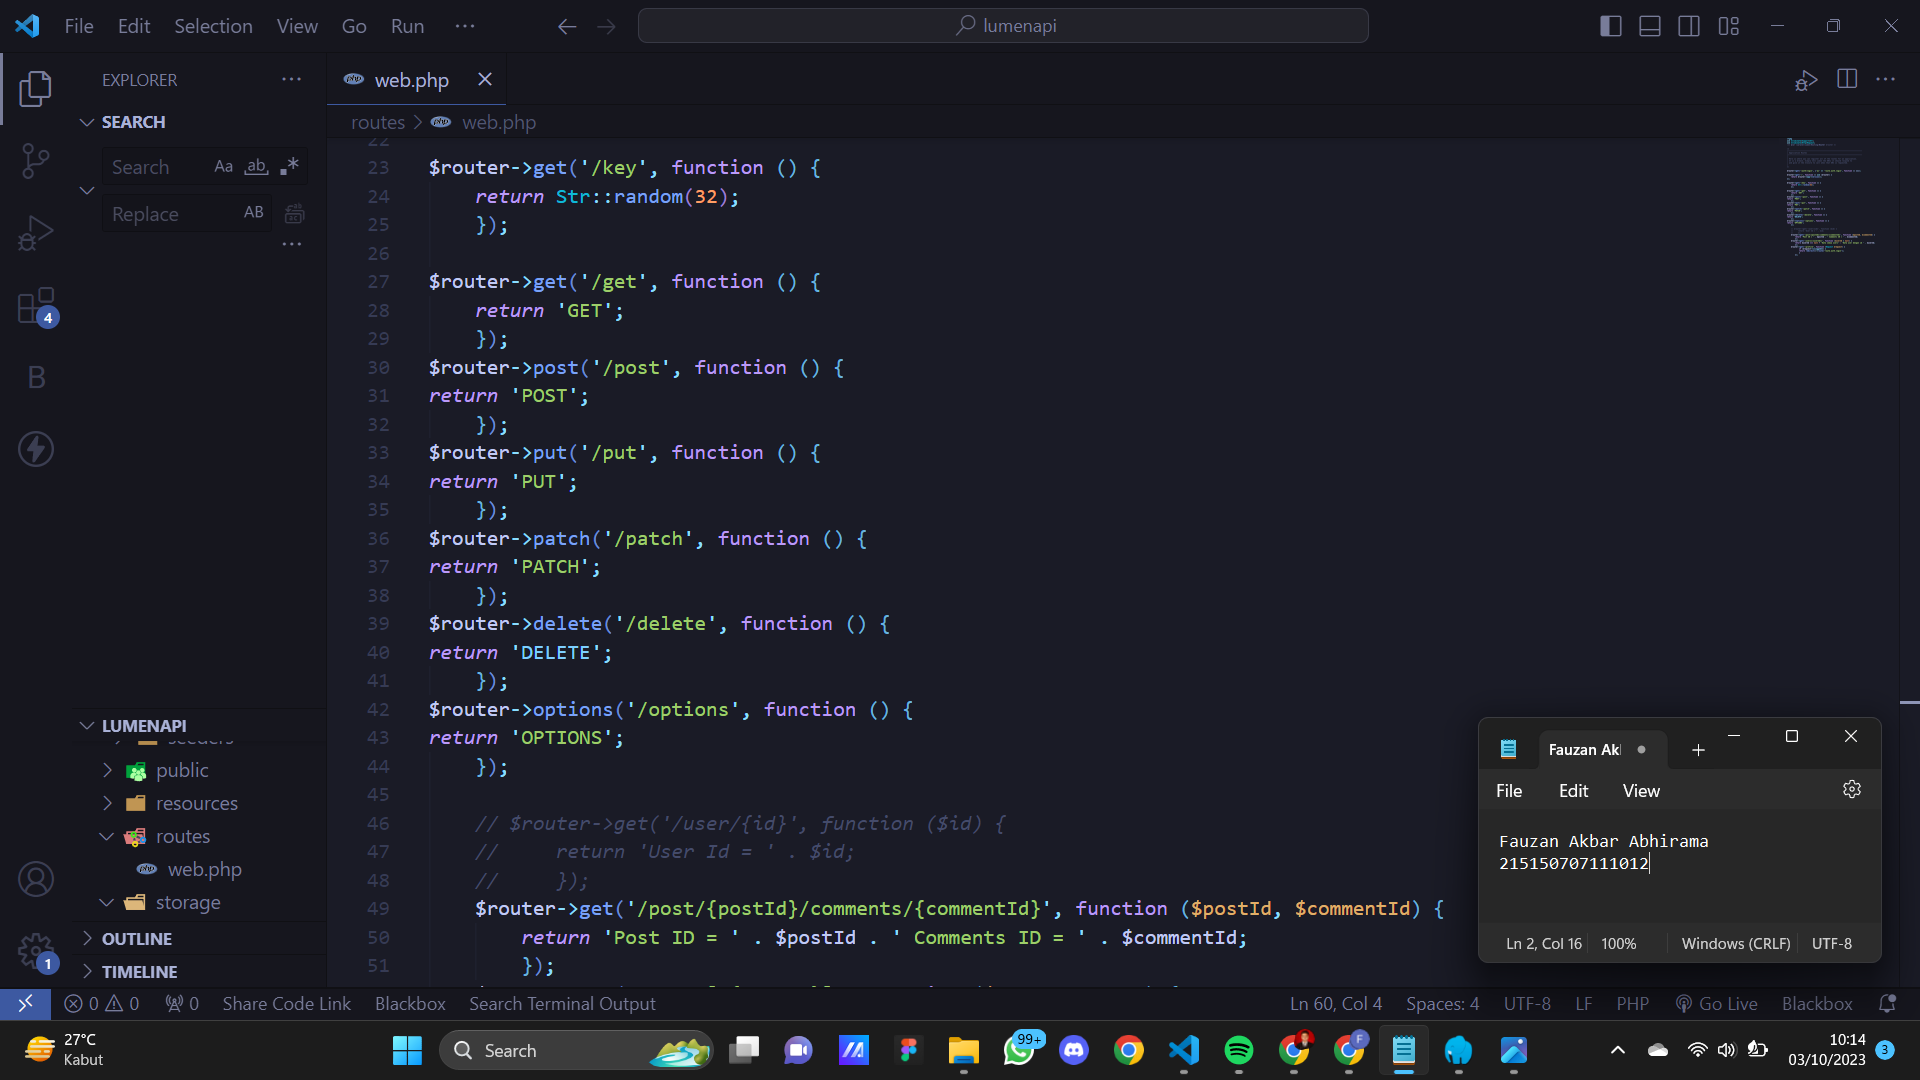 File Edit Selection View Go Run ···
lumenapi
EXPLORER
SEARCH
Search Aa ab .*
Replace AB
web.php
routes > web.php
22
23 $router->get('/key', function () {
24 return Str::random(32);
25 });
26
27 $router->get('/get', function () {
28 return 'GET';
29 });
30 $router->post('/post', function () {
31 return 'POST';
32 });
33 $router->put('/put', function () {
34 return 'PUT';
35 });
36 $router->patch('/patch', function () {
37 return 'PATCH';
38 });
39 $router->delete('/delete', function () {
40 return 'DELETE';
41 });
42 $router->options('/options', function () {
43 return 'OPTIONS';
44 });
45
46 // $router->get('/user/{id}', function ($id) {
47 //     return 'User Id = ' . $id;
48 //     });
49 $router->get('/post/{postId}/comments/{commentId}', function ($postId, $commentId) {
50 return 'Post ID = ' . $postId . ' Comments ID = ' . $commentId;
51 });
4
B
LUMENAPI
seeders
public
resources
routes
web.php
storage
OUTLINE
TIMELINE
1
Fauzan Ak
File Edit View
Fauzan Akbar Abhirama
215150707111012
Ln 2, Col 16 100% Windows (CRLF) UTF-8
0 0 0 Share Code Link Blackbox Search Terminal Output
Ln 60, Col 4 Spaces: 4 UTF-8 LF PHP Go Live Blackbox
27°C
Kabut
Search
99+
F
10:14
03/10/2023
3